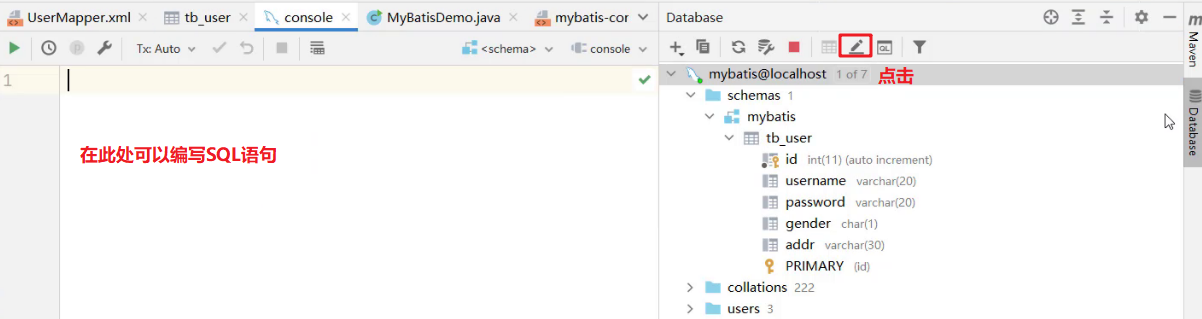 UserMapper.xml
tb_user
console
MyBatisDemo.java
mybatis-cor
Tx: Auto
<schema>
console
1
在此处可以编写SQL语句
Database
QL
mybatis@localhost 1 of 7 点击
schemas 1
mybatis
tb_user
id int(11) (auto increment)
username varchar(20)
password varchar(20)
gender char(1)
addr varchar(30)
PRIMARY (id)
collations 222
users 3
m
Maven
Database